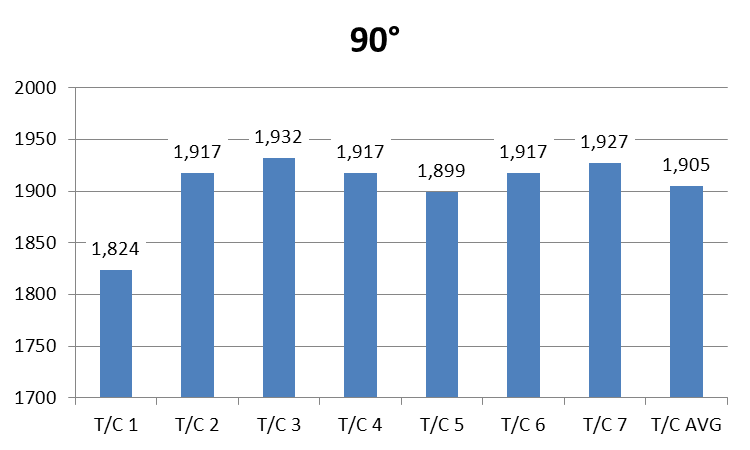 90°
2000
1950
1900
1850
1800
1750
1700
1,824
1,917
1,932
1,917
1,899
1,917
1,927
1,905
T/C 1
T/C 2
T/C 3
T/C 4
T/C 5
T/C 6
T/C 7
T/C AVG